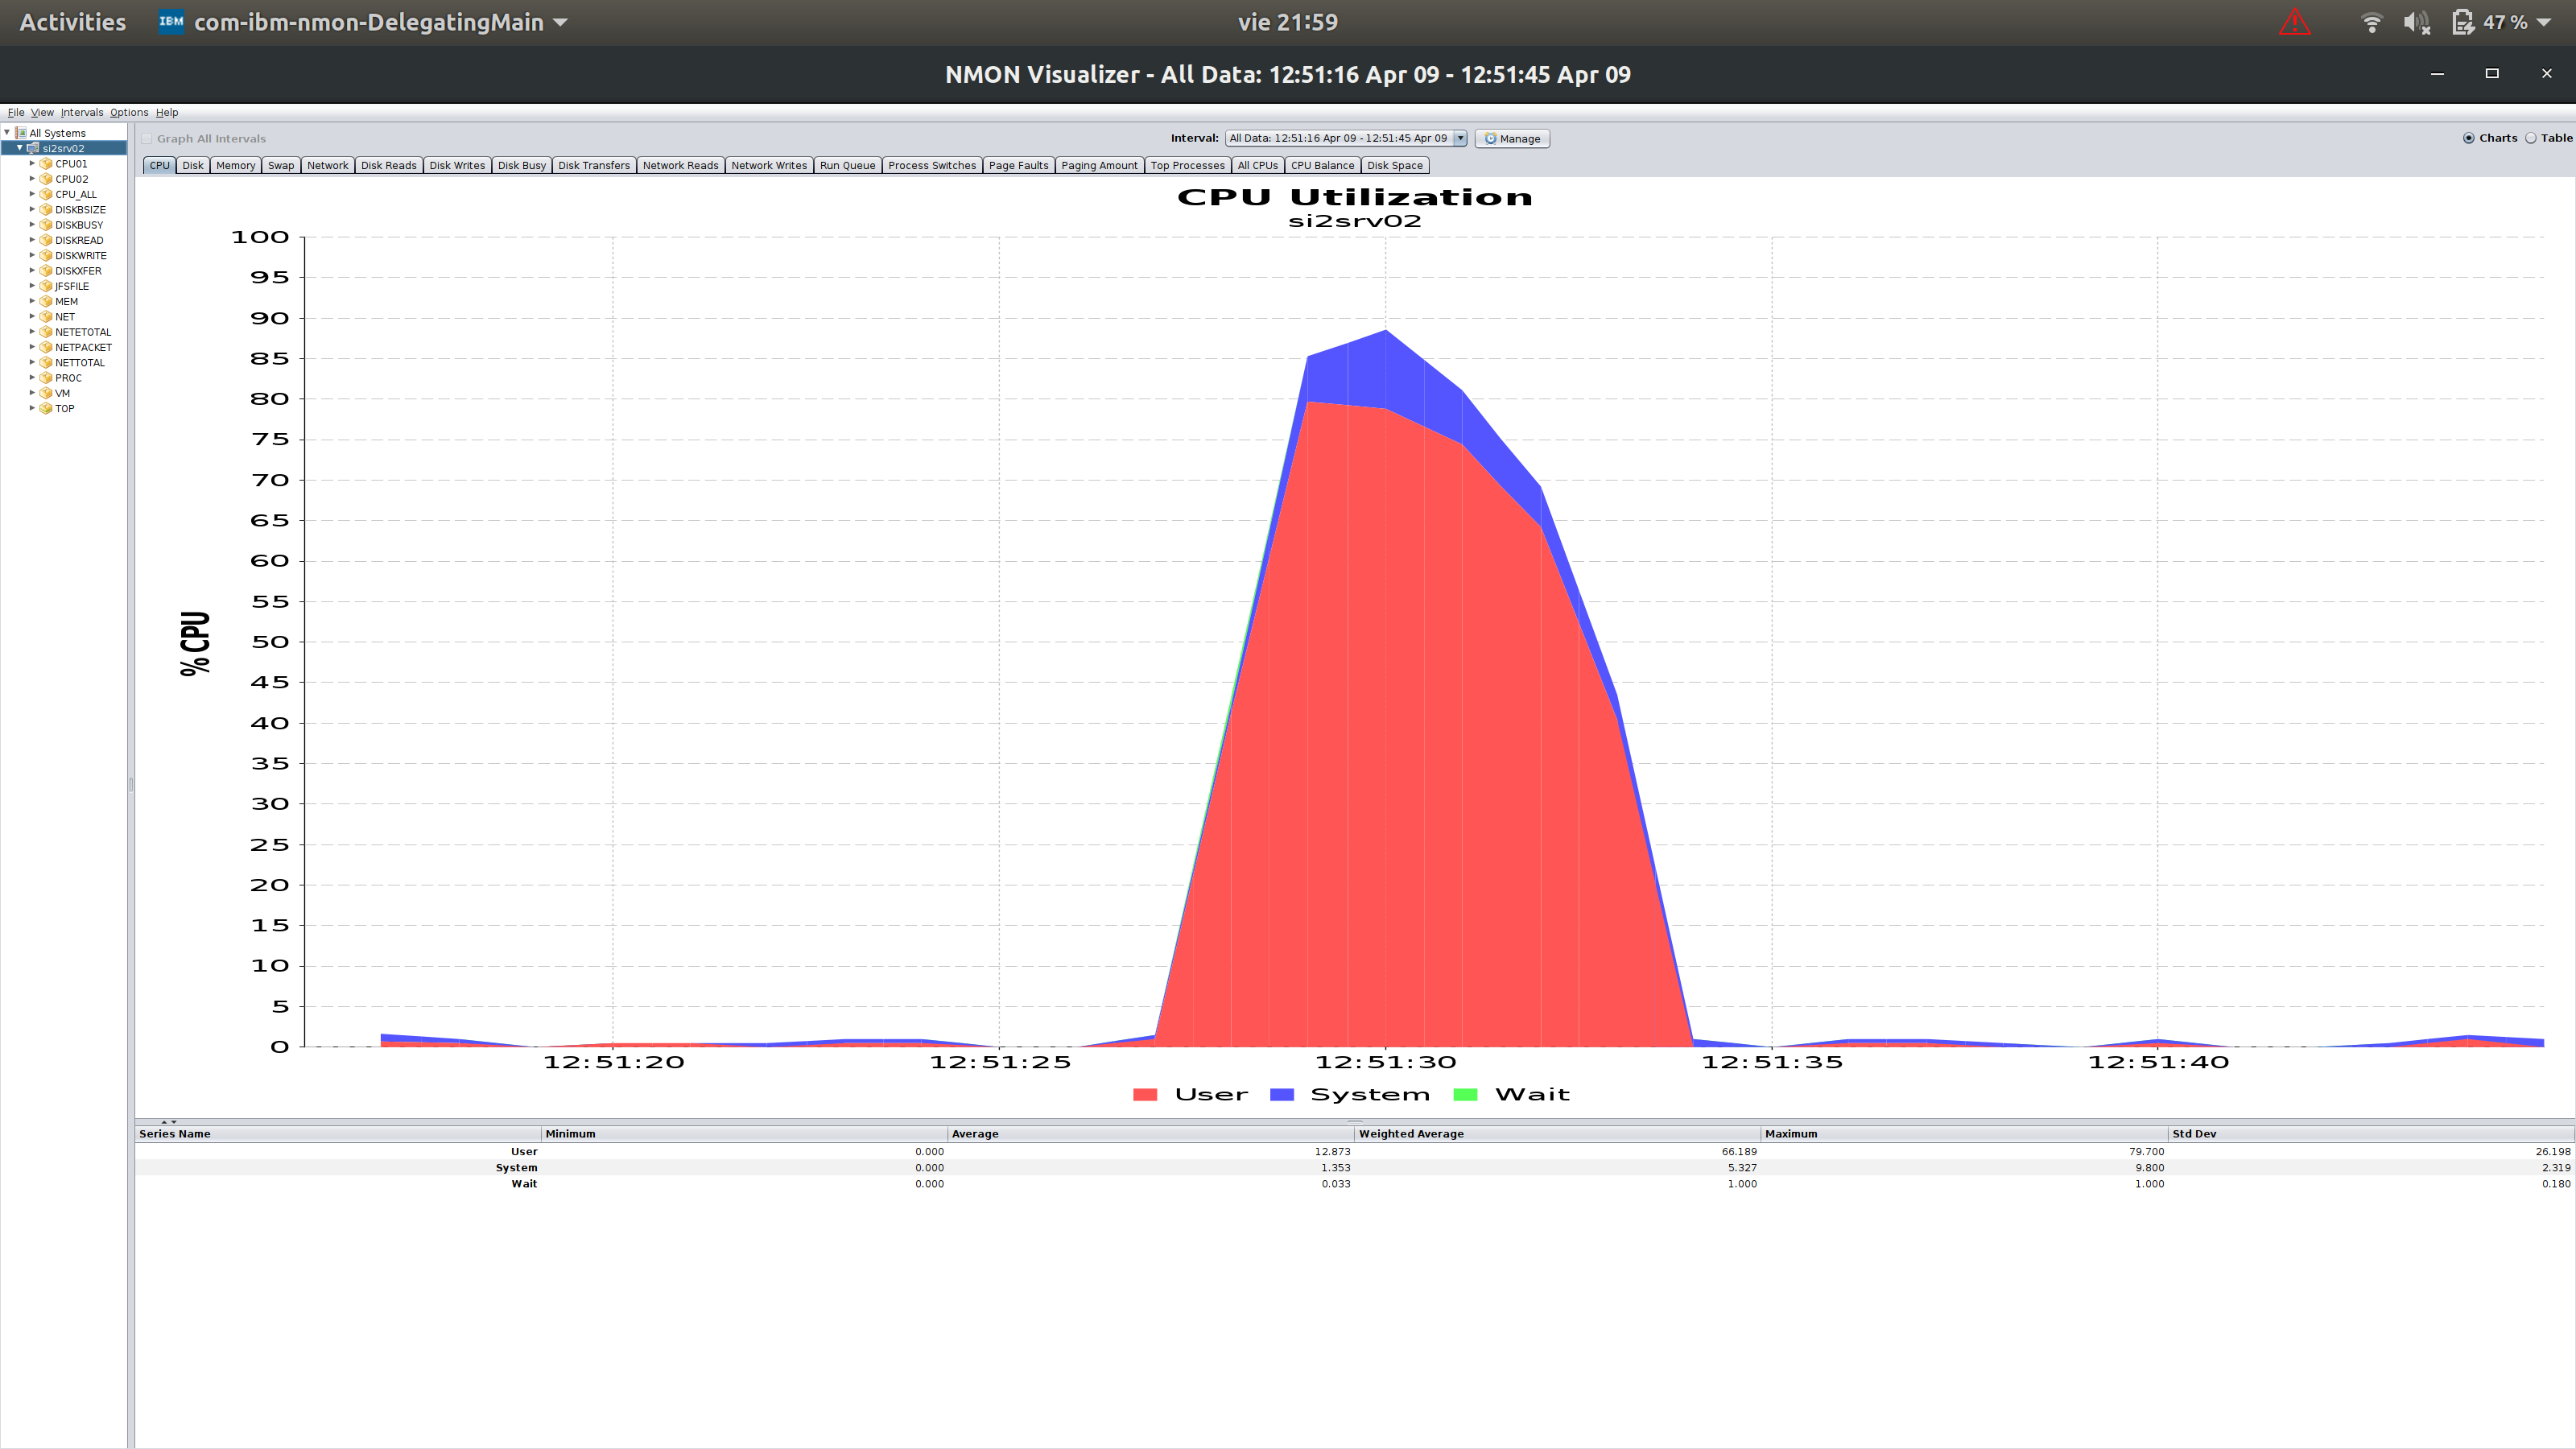 Activities IBM com-ibm-nmon-DelegatingMain vie 21:59 47 %
NMON Visualizer - All Data: 12:51:16 Apr 09 - 12:51:45 Apr 09
File View Intervals Options Help
All Systems
si2srv02
CPU01
CPU02
CPU_ALL
DISKBSIZE
DISKBUSY
DISKREAD
DISKWRITE
DISKXFER
JFSFILE
MEM
NET
NETETOTAL
NETPACKET
NETTOTAL
PROC
VM
TOP
Graph All Intervals Interval: All Data: 12:51:16 Apr 09 - 12:51:45 Apr 09 Manage Charts Table
CPU Disk Memory Swap Network Disk Reads Disk Writes Disk Busy Disk Transfers Network Reads Network Writes Run Queue Process Switches Page Faults Paging Amount Top Processes All CPUs CPU Balance Disk Space
CPU Utilization
si2srv02
% CPU
100
95
90
85
80
75
70
65
60
55
50
45
40
35
30
25
20
15
10
5
0
12:51:20 12:51:25 12:51:30 12:51:35 12:51:40
User System Wait
Series Name Minimum Average Weighted Average Maximum Std Dev
User 0.000 12.873 66.189 79.700 26.198
System 0.000 1.353 5.327 9.800 2.319
Wait 0.000 0.033 1.000 1.000 0.180